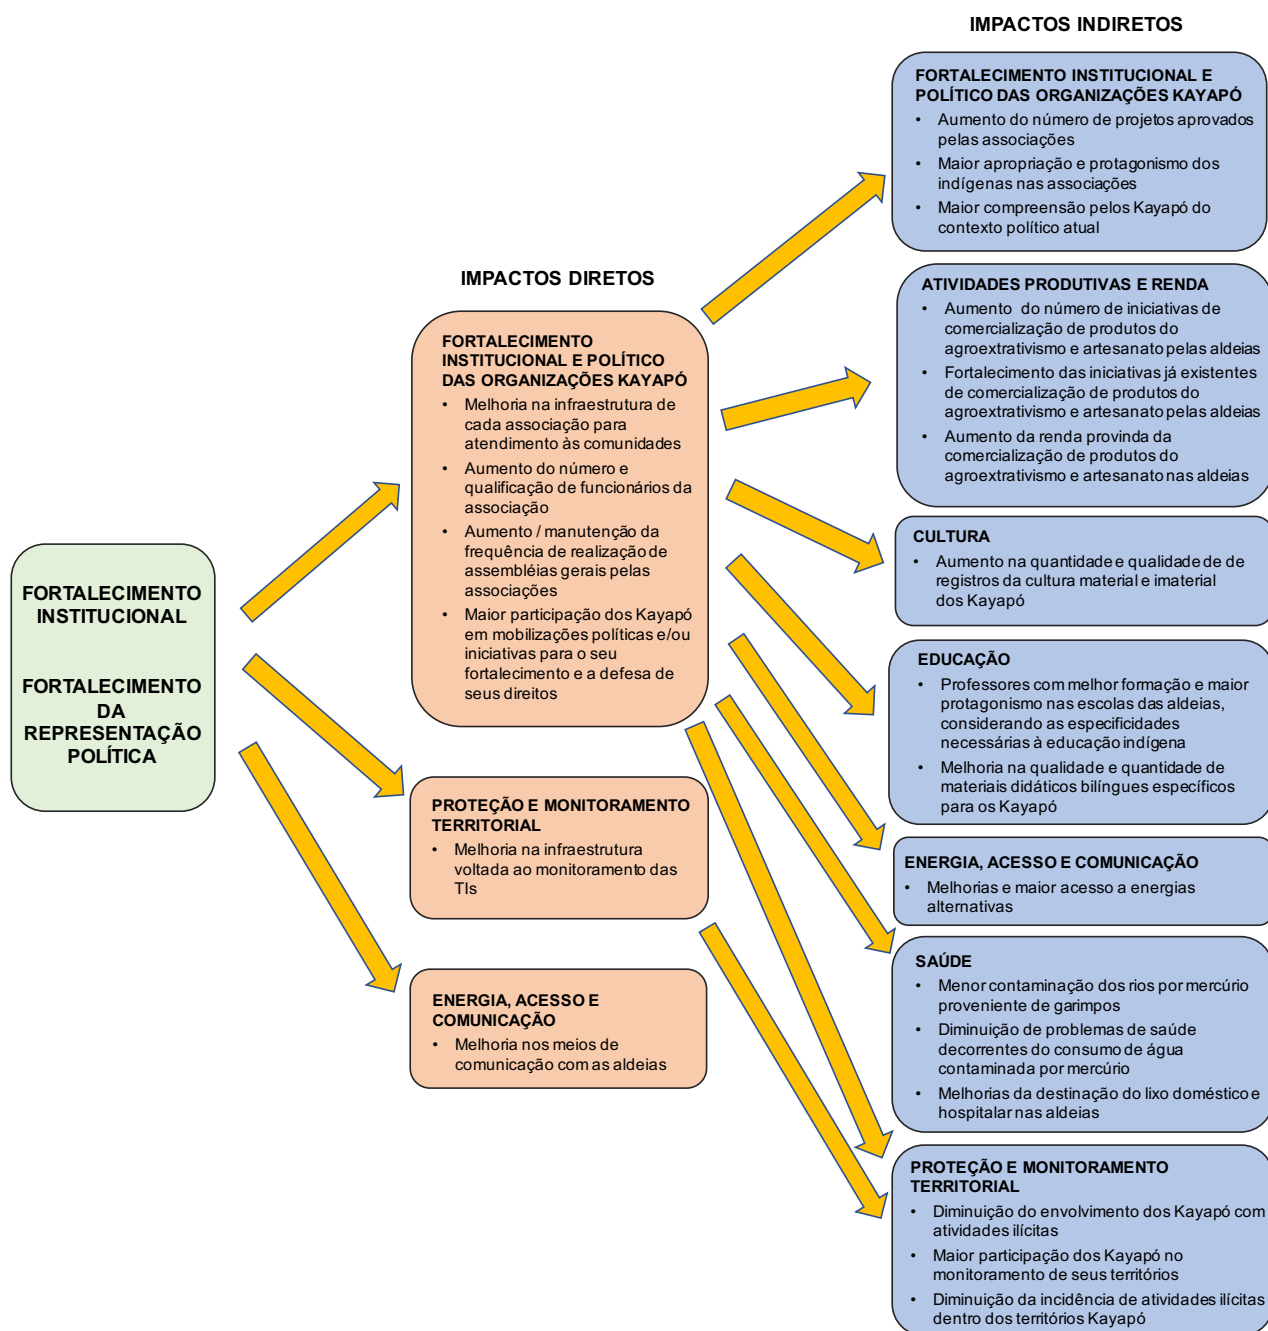 FORTALECIMENTO
INSTITUCIONAL
FORTALECIMENTO
DA
REPRESENTAÇÃO
POLÍTICA
IMPACTOS DIRETOS
FORTALECIMENTO
INSTITUCIONAL E POLÍTICO
DAS ORGANIZAÇÕES KAYAPÓ
• Melhoria na infraestrutura de
cada associação para
atendimento às comunidades
• Aumento do número e
qualificação de funcionários da
associação
• Aumento / manutenção da
frequência de realização de
assembléias gerais pelas
associações
• Maior participação dos Kayapó
em mobilizações políticas e/ou
iniciativas para o seu
fortalecimento e a defesa de
seus direitos
PROTEÇÃO E MONITORAMENTO
TERRITORIAL
• Melhoria na infraestrutura
voltada ao monitoramento das
TIs
ENERGIA, ACESSO E
COMUNICAÇÃO
• Melhoria nos meios de
comunicação com as aldeias
IMPACTOS INDIRETOS
FORTALECIMENTO INSTITUCIONAL E
POLÍTICO DAS ORGANIZAÇÕES KAYAPÓ
• Aumento do número de projetos aprovados
pelas associações
• Maior apropriação e protagonismo dos
indígenas nas associações
• Maior compreensão pelos Kayapó do
contexto político atual
ATIVIDADES PRODUTIVAS E RENDA
• Aumento do número de iniciativas de
comercialização de produtos do
agroextrativismo e artesanato pelas aldeias
• Fortalecimento das iniciativas já existentes
de comercialização de produtos do
agroextrativismo e artesanato pelas aldeias
• Aumento da renda provinda da
comercialização de produtos do
agroextrativismo e artesanato nas aldeias
CULTURA
• Aumento na quantidade e qualidade de de
registros da cultura material e imaterial
dos Kayapó
EDUCAÇÃO
• Professores com melhor formação e maior
protagonismo nas escolas das aldeias,
considerando as especificidades
necessárias à educação indígena
• Melhoria na qualidade e quantidade de
materiais didáticos bilíngues específicos
para os Kayapó
ENERGIA, ACESSO E COMUNICAÇÃO
• Melhorias e maior acesso a energias
alternativas
SAÚDE
• Menor contaminação dos rios por mercúrio
proveniente de garimpos
• Diminuição de problemas de saúde
decorrentes do consumo de água
contaminada por mercúrio
• Melhorias da destinação do lixo doméstico e
hospitalar nas aldeias
PROTEÇÃO E MONITORAMENTO
TERRITORIAL
• Diminuição do envolvimento dos Kayapó com
atividades ilícitas
• Maior participação dos Kayapó no
monitoramento de seus territórios
• Diminuição da incidência de atividades ilícitas
dentro dos territórios Kayapó